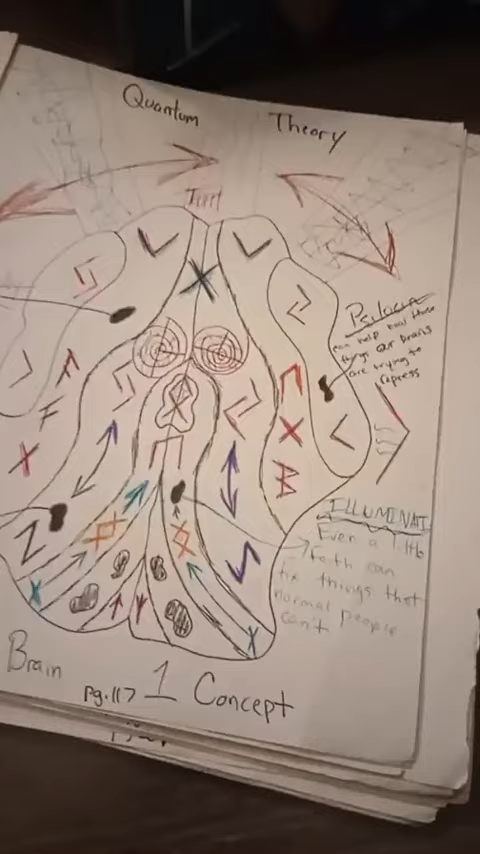 Quantum Theory
Psilocin
can help heal those
things our brains
are trying to
repress
ILLUMINATI
Even a little
faith can
fix things that
normal people
can't
Brain 1 Concept
pg. 117